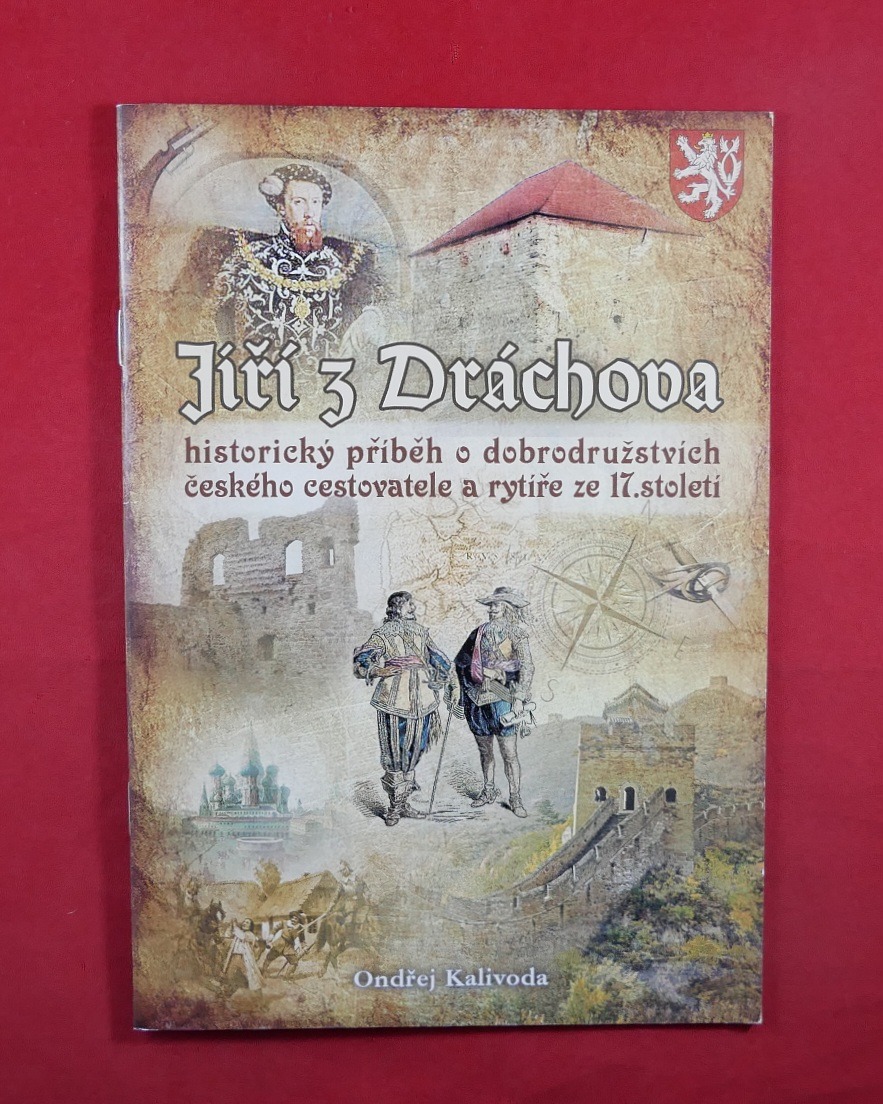 Jiří z Dráchova
historický příběh o dobrodružstvích
českého cestovatele a rytíře ze 17.století
N
E
S
Ondřej Kalivoda